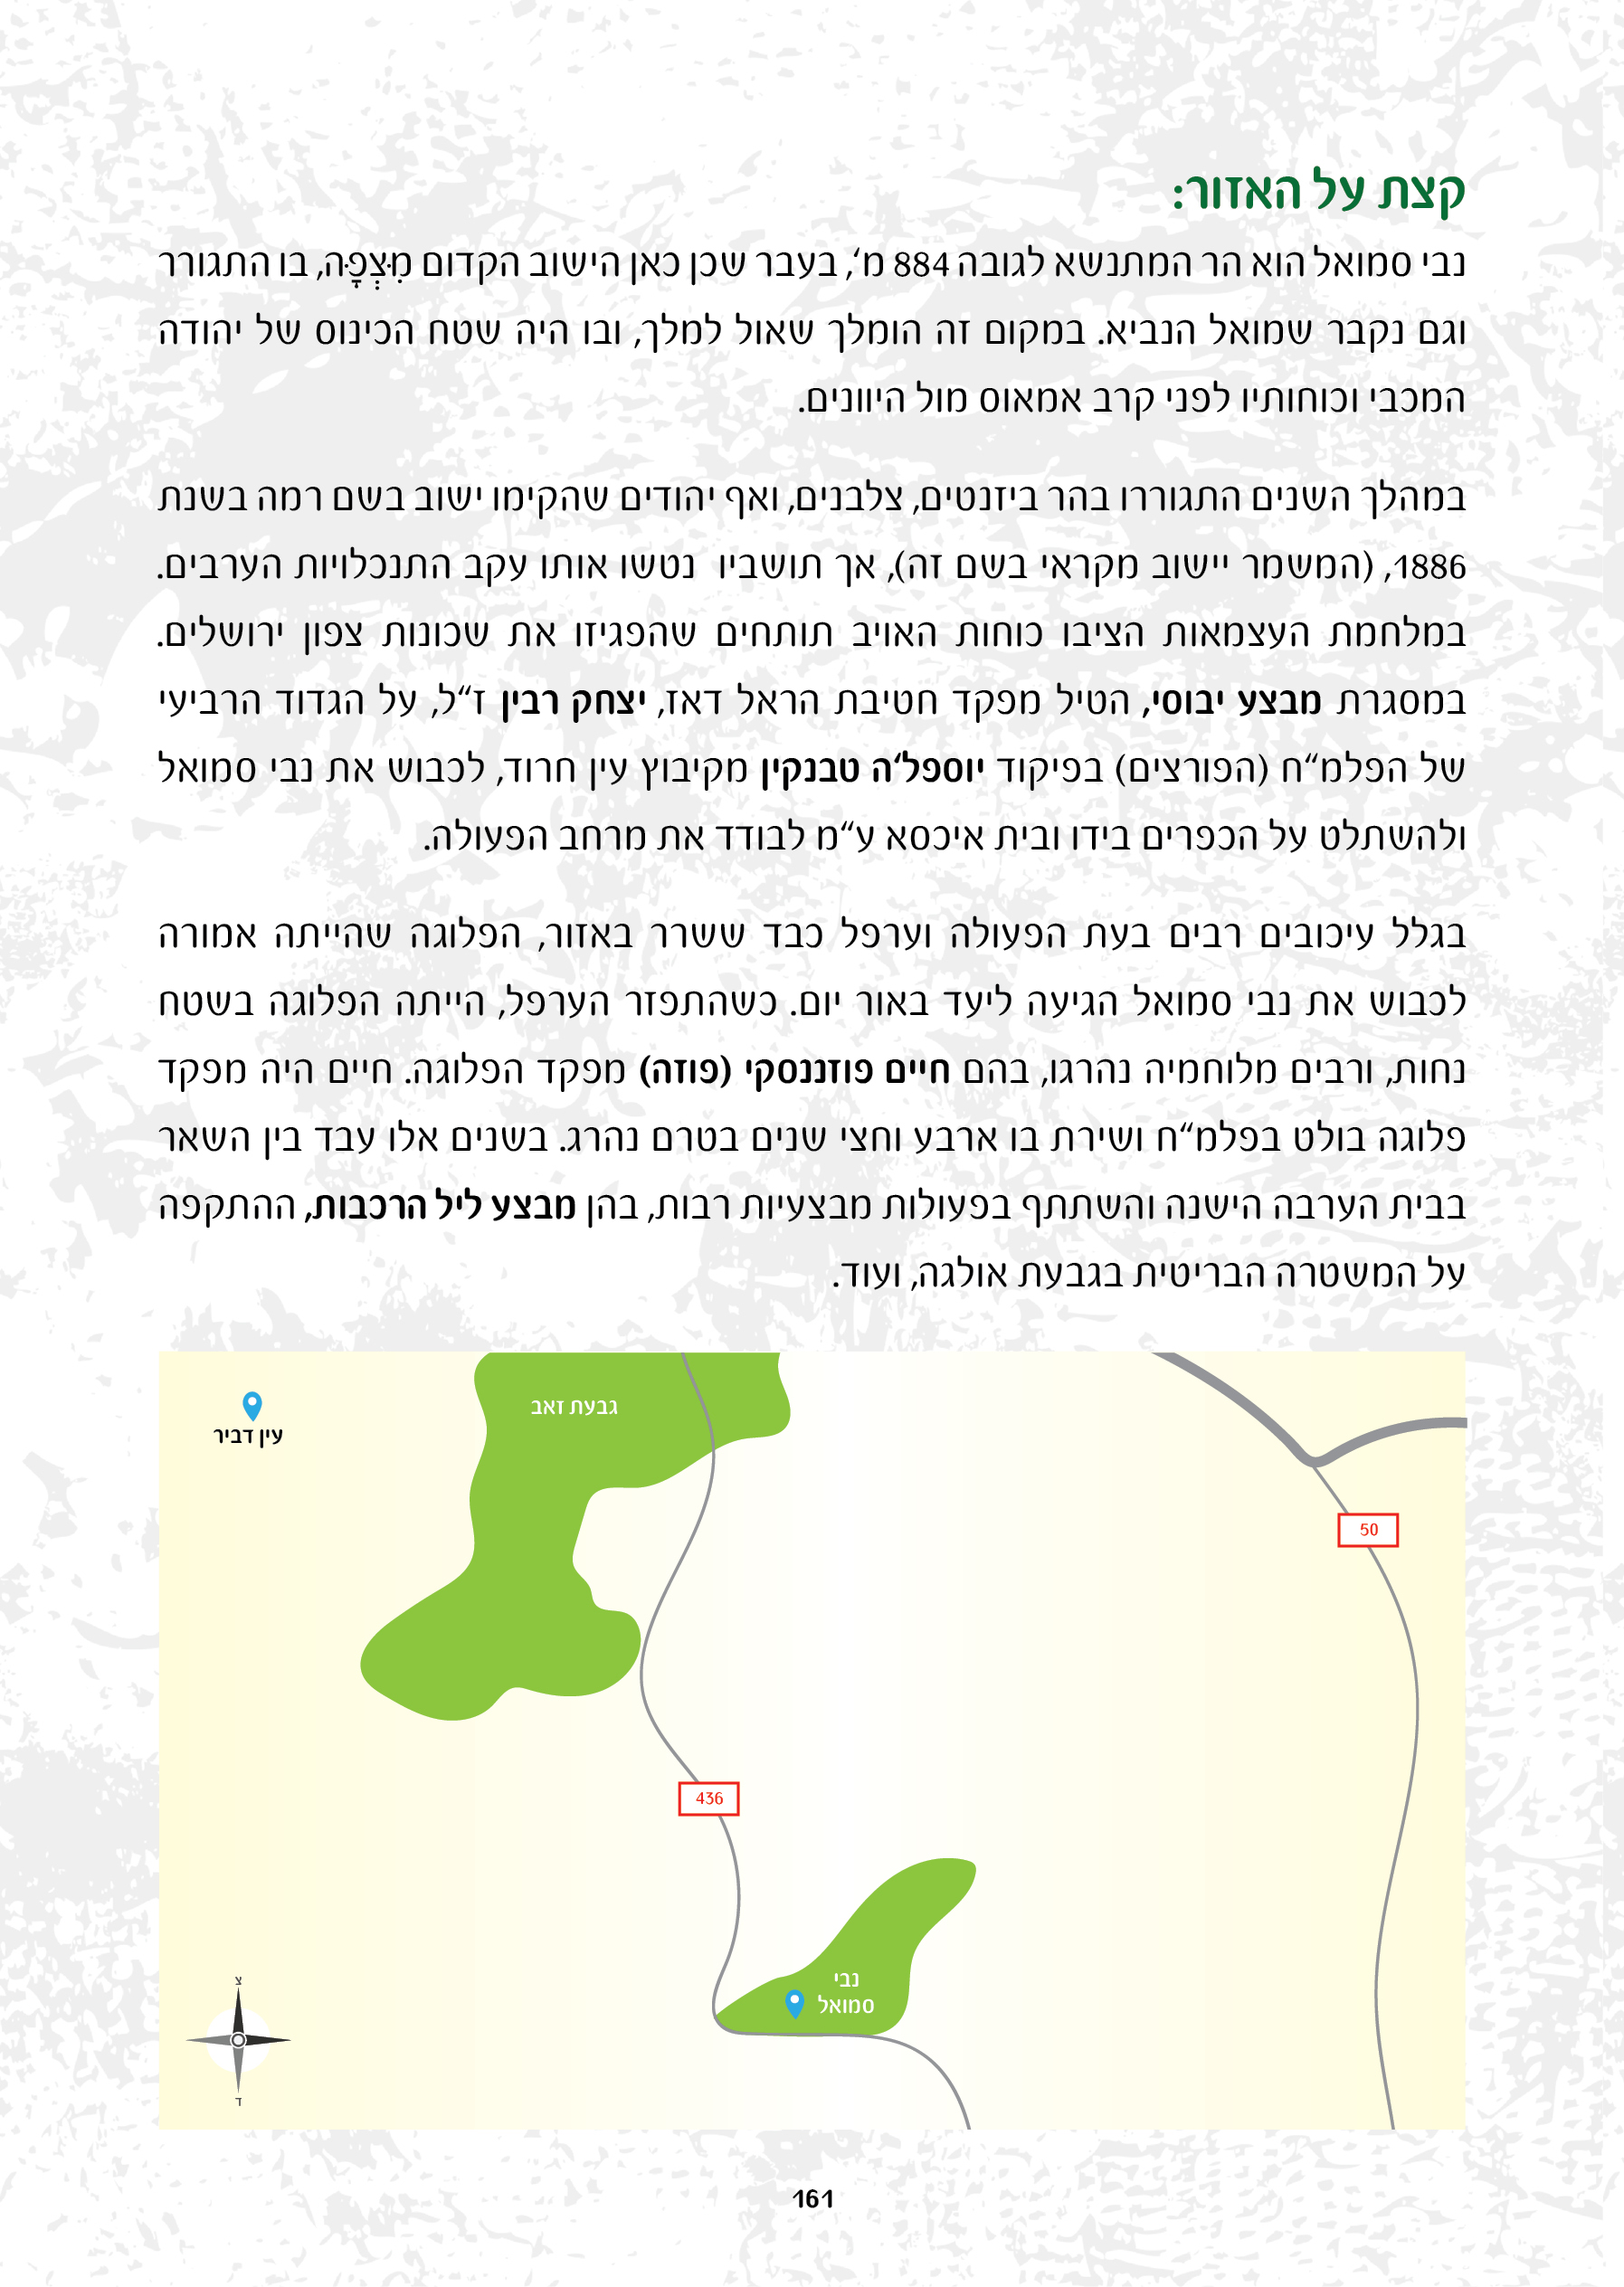 קצת על האזור:
נבי סמואל הוא הר המתנשא לגובה 884 מ', בעבר שכן כאן הישוב הקדום מִצְפָּה, בו התגורר
וגם נקבר שמואל הנביא. במקום זה הומלך שאול למלך, ובו היה שטח הכינוס של יהודה
המכבי וכוחותיו לפני קרב אמאוס מול היוונים.
במהלך השנים התגוררו בהר ביזנטים, צלבנים, ואף יהודים שהקימו ישוב בשם רמה בשנת
1886, (המשמר יישוב מקראי בשם זה), אך תושביו נטשו אותו עקב התנכלויות הערבים.
במלחמת העצמאות הציבו כוחות האויב תותחים שהפגיזו את שכונות צפון ירושלים.
במסגרת מבצע יבוסי, הטיל מפקד חטיבת הראל דאז, יצחק רבין ז"ל, על הגדוד הרביעי
של הפלמ"ח (הפורצים) בפיקוד יוספל'ה טבנקין מקיבוץ עין חרוד, לכבוש את נבי סמואל
ולהשתלט על הכפרים בידו ובית איכסא ע"מ לבודד את מרחב הפעולה.
בגלל עיכובים רבים בעת הפעולה וערפל כבד ששרר באזור, הפלוגה שהייתה אמורה
לכבוש את נבי סמואל הגיעה ליעד באור יום. כשהתפזר הערפל, הייתה הפלוגה בשטח
נחות, ורבים מלוחמיה נהרגו, בהם חיים פוזננסקי (פוזה) מפקד הפלוגה. חיים היה מפקד
פלוגה בולט בפלמ"ח ושירת בו ארבע וחצי שנים בטרם נהרג. בשנים אלו עבד בין השאר
בבית הערבה הישנה והשתתף בפעולות מבצעיות רבות, בהן מבצע ליל הרכבות, ההתקפה
על המשטרה הבריטית בגבעת אולגה, ועוד.
גבעת זאב
עין דביר
50
436
נבי
סמואל
צ
ד
161